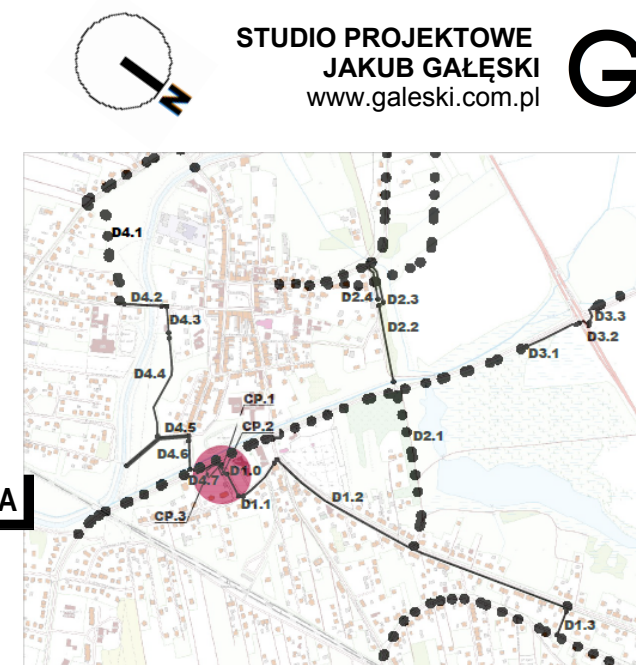 STUDIO PROJEKTOWE
JAKUB GAŁĘSKI
www.galeski.com.pl
G
N
D4.1
D4.2
D4.3
D2.4
D2.3
D2.2
D3.3
D3.2
D3.1
D4.4
CP.1
CP.2
D4.5
D4.6
D2.1
D4.7
D1.0
A
D1.1
D1.2
CP.3
D1.3